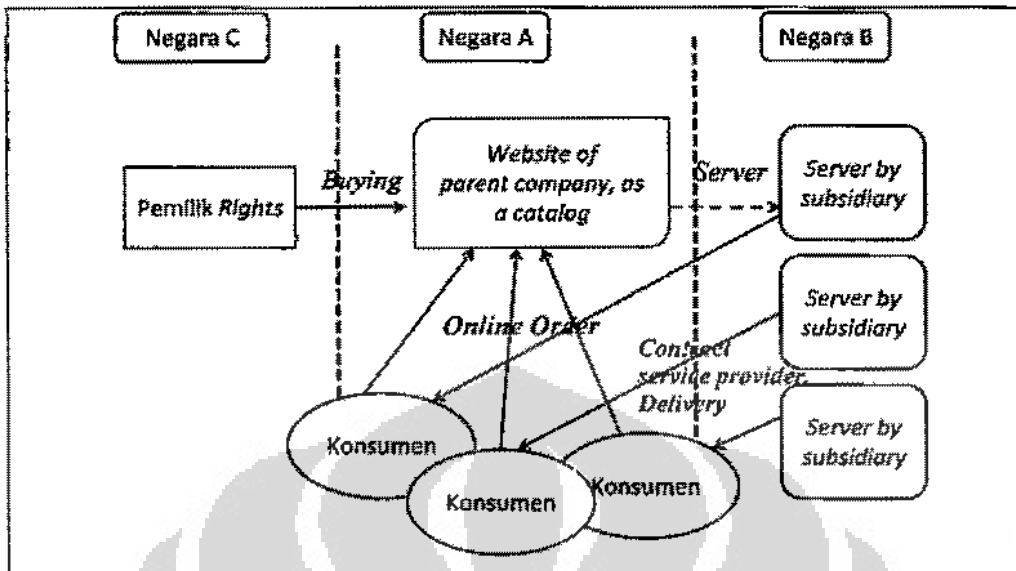 Negara C
Negara A
Negara B
Pemilik Rights
Buying
Website of
parent company, as
a catalog
Server
Server by
subsidiary
Server by
subsidiary
Server by
subsidiary
Online Order
Contract
service provider,
Delivery
Konsumen
Konsumen
Konsumen